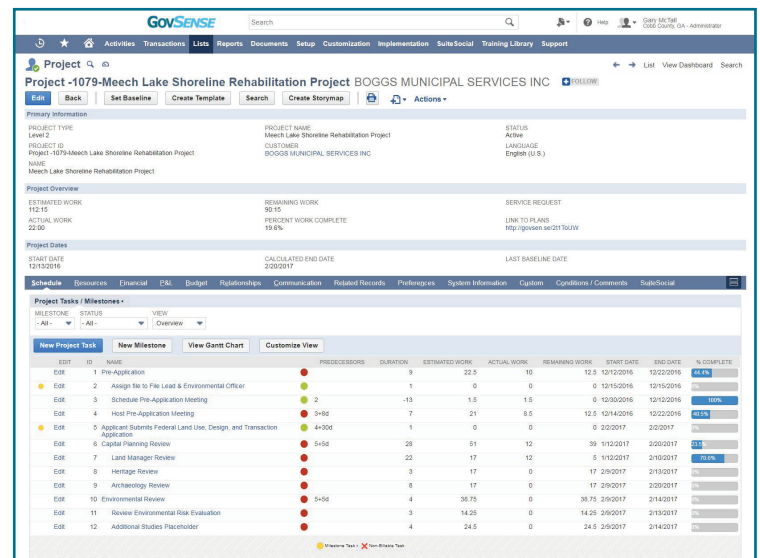 GOVSENSE
Search
Help
Gary McTall
Cobb County, GA - Administrator
Activities Transactions Lists Reports Documents Setup Customization Implementation SuiteSocial Training Library Support
Project
List View Dashboard Search
Project -1079-Meech Lake Shoreline Rehabilitation Project BOGGS MUNICIPAL SERVICES INC FOLLOW
Edit Back Set Baseline Create Template Search Create Storymap Actions
Primary Information
PROJECT TYPE PROJECT NAME STATUS
Level 2 Meech Lake Shoreline Rehabilitation Project Active
PROJECT ID CUSTOMER LANGUAGE
Project -1079-Meech Lake Shoreline Rehabilitation Project BOGGS MUNICIPAL SERVICES INC English (U.S.)
NAME
Meech Lake Shoreline Rehabilitation Project
Project Overview
ESTIMATED WORK REMAINING WORK SERVICE REQUEST
112:15 90:15
ACTUAL WORK PERCENT WORK COMPLETE LINK TO PLANS
22:00 19.6% http://govsen.se/2t1ToUW
Project Dates
START DATE CALCULATED END DATE LAST BASELINE DATE
12/13/2016 2/20/2017
Schedule Resources Financial P&L Budget Relationships Communication Related Records Preferences System Information Custom Conditions / Comments SuiteSocial
Project Tasks / Milestones •
MILESTONE STATUS VIEW
- All - - All - Overview
New Project Task New Milestone View Gantt Chart Customize View
EDIT ID NAME PREDECESSORS DURATION ESTIMATED WORK ACTUAL WORK REMAINING WORK START DATE END DATE % COMPLETE
Edit 1 Pre-Application 9 22.5 10 12.5 12/12/2016 12/22/2016 44.4%
Edit 2 Assign file to File Lead & Environmental Officer 1 0 0 0 12/15/2016 12/15/2016 0%
Edit 3 Schedule Pre-Application Meeting 2 -13 1.5 1.5 0 12/30/2016 12/12/2016 100%
Edit 4 Host Pre-Application Meeting 3+9d 7 21 8.5 12.5 12/14/2016 12/22/2016 40.5%
Edit 5 Applicant Submits Federal Land Use, Design, and Transaction Application 4+30d 1 0 0 0 2/2/2017 2/2/2017 0%
Edit 6 Capital Planning Review 5+5d 28 51 12 39 1/12/2017 2/20/2017 23.5%
Edit 7 Land Manager Review 22 17 12 5 1/12/2017 2/10/2017 70.6%
Edit 8 Heritage Review 3 17 0 17 2/9/2017 2/13/2017 0%
Edit 9 Archaeology Review 8 17 0 17 2/9/2017 2/20/2017 0%
Edit 10 Environmental Review 5+5d 4 38.75 0 38.75 2/9/2017 2/14/2017 0%
Edit 11 Review Environmental Risk Evaluation 3 14.25 0 14.25 2/9/2017 2/13/2017 0%
Edit 12 Additional Studies Placeholder 4 24.5 0 24.5 2/9/2017 2/14/2017 0%
Milestone Task • Non-Billable Task